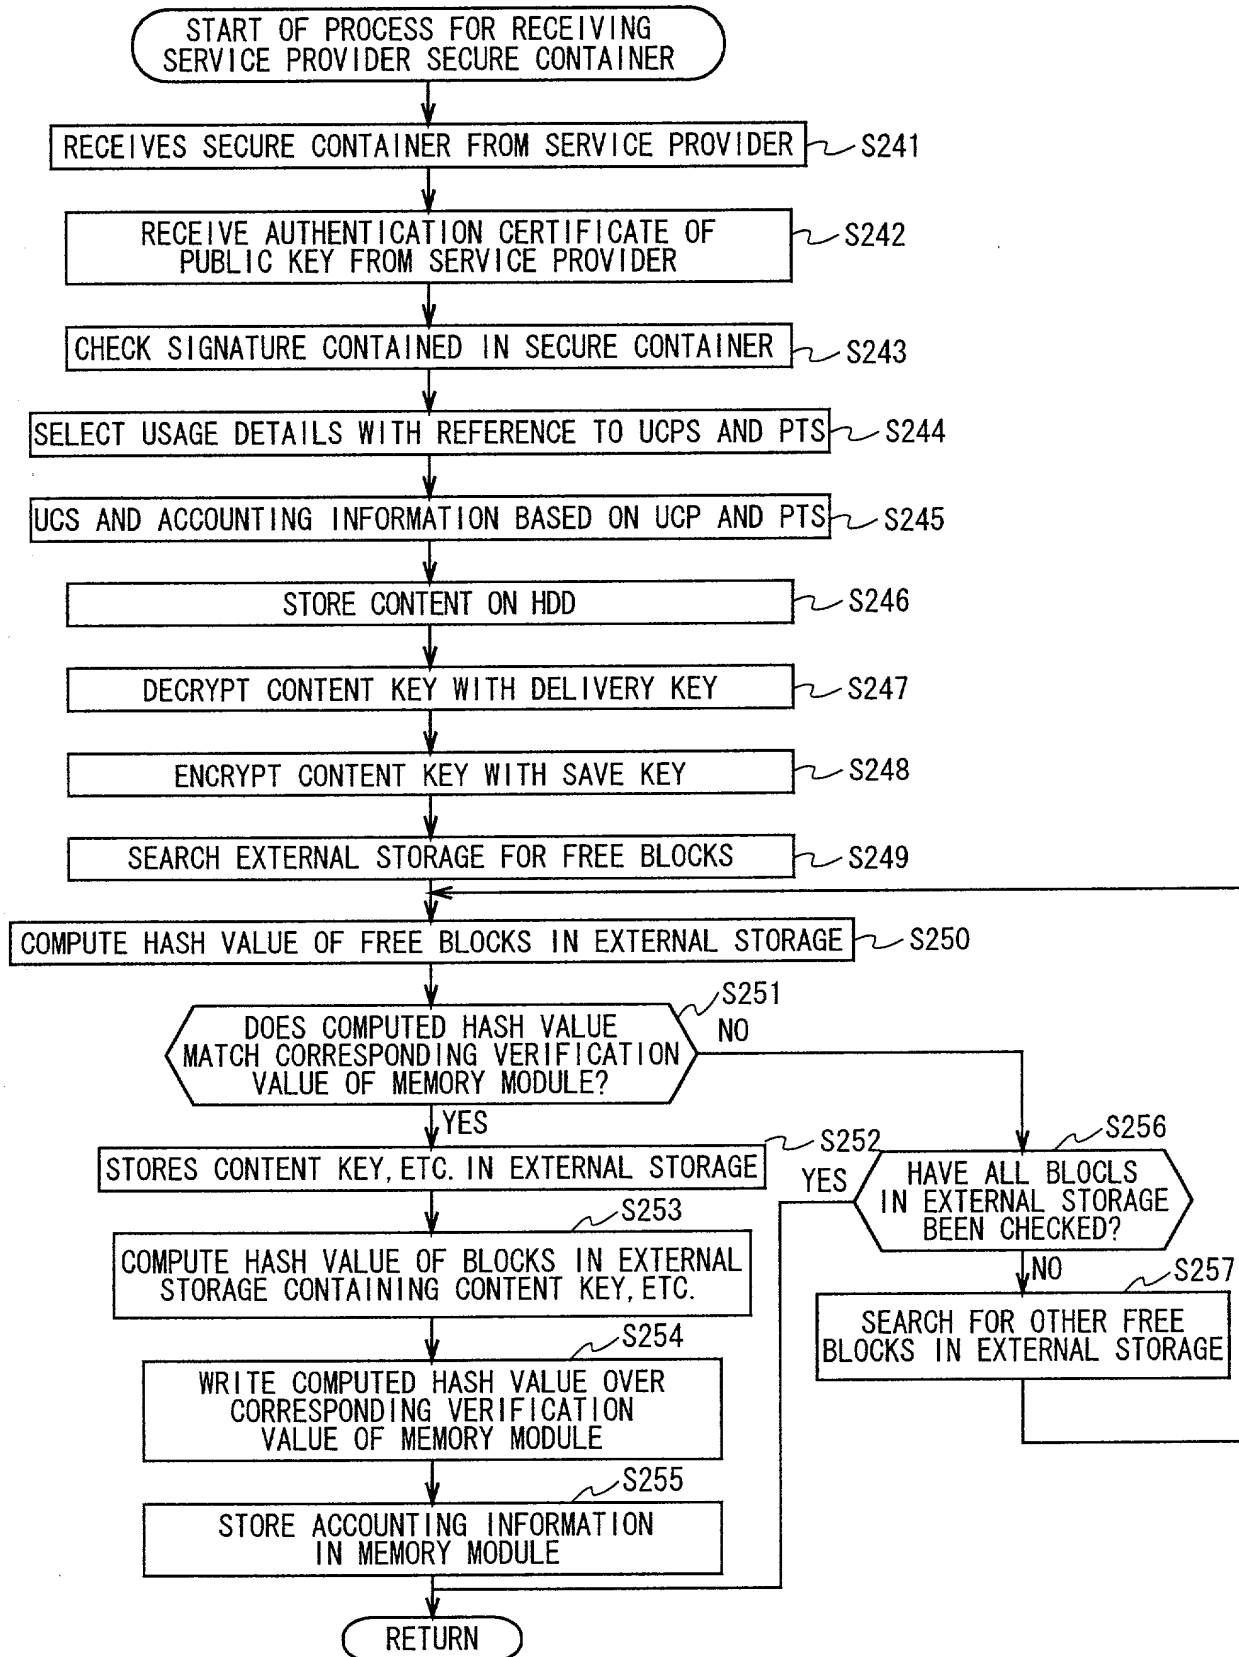 START OF PROCESS FOR RECEIVING
SERVICE PROVIDER SECURE CONTAINER
RECEIVES SECURE CONTAINER FROM SERVICE PROVIDER
S241
RECEIVE AUTHENTICATION CERTIFICATE OF
PUBLIC KEY FROM SERVICE PROVIDER
S242
CHECK SIGNATURE CONTAINED IN SECURE CONTAINER
S243
SELECT USAGE DETAILS WITH REFERENCE TO UCPS AND PTS
S244
UCS AND ACCOUNTING INFORMATION BASED ON UCP AND PTS
S245
STORE CONTENT ON HDD
S246
DECRYPT CONTENT KEY WITH DELIVERY KEY
S247
ENCRYPT CONTENT KEY WITH SAVE KEY
S248
SEARCH EXTERNAL STORAGE FOR FREE BLOCKS
S249
COMPUTE HASH VALUE OF FREE BLOCKS IN EXTERNAL STORAGE
S250
S251
DOES COMPUTED HASH VALUE
MATCH CORRESPONDING VERIFICATION
VALUE OF MEMORY MODULE?
NO
YES
S252
STORES CONTENT KEY, ETC. IN EXTERNAL STORAGE
S256
YES
HAVE ALL BLOCLS
IN EXTERNAL STORAGE
BEEN CHECKED?
S253
COMPUTE HASH VALUE OF BLOCKS IN EXTERNAL
STORAGE CONTAINING CONTENT KEY, ETC.
NO
S257
SEARCH FOR OTHER FREE
BLOCKS IN EXTERNAL STORAGE
S254
WRITE COMPUTED HASH VALUE OVER
CORRESPONDING VERIFICATION
VALUE OF MEMORY MODULE
S255
STORE ACCOUNTING INFORMATION
IN MEMORY MODULE
RETURN